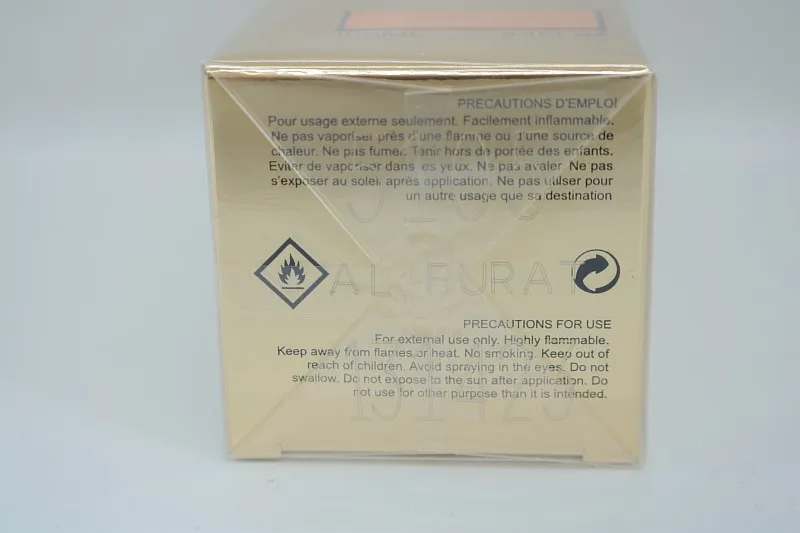 PRECAUTIONS D'EMPLOI
Pour usage externe seulement. Facilement inflammable.
Ne pas vaporiser près d'une flamme ou d'une source de
chaleur. Ne pas fumer. Tenir hors de portée des enfants.
Eviter de vaporiser dans les yeux. Ne pas avaler Ne pas
s'exposer au soleil après application. Ne pas utiliser pour
un autre usage que sa destination
AL FURAT
PRECAUTIONS FOR USE
For external use only. Highly flammable.
Keep away from flames or heat. No smoking. Keep out of
reach of children. Avoid spraying in the eyes. Do not
swallow. Do not expose to the sun after application. Do
not use for other purpose than it is intended.